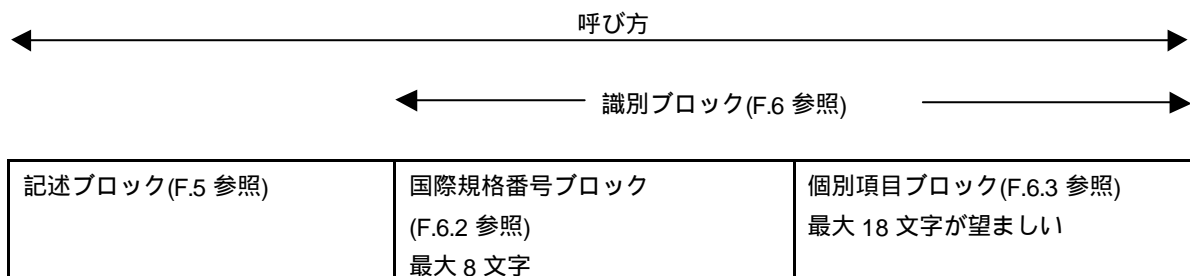 呼び方
識別ブロック(F.6 参照)
記述ブロック(F.5 参照)
国際規格番号ブロック
(F.6.2 参照)
最大 8 文字
個別項目ブロック(F.6.3 参照)
最大 18 文字が望ましい